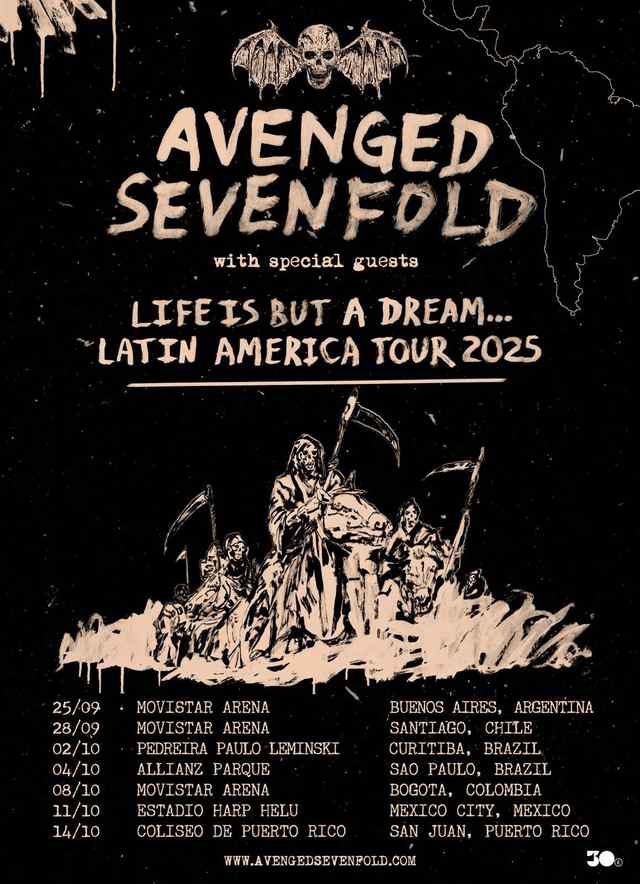 AVENGED
SEVENFOLD
with special guests
LIFE IS BUT A DREAM...
LATIN AMERICA TOUR 2025
25/09 MOVISTAR ARENA BUENOS AIRES, ARGENTINA
28/09 MOVISTAR ARENA SANTIAGO, CHILE
02/10 PEDREIRA PAULO LEMINSKI CURITIBA, BRAZIL
04/10 ALLIANZ PARQUE SAO PAULO, BRAZIL
08/10 MOVISTAR ARENA BOGOTA, COLOMBIA
11/10 ESTADIO HARP HELU MEXICO CITY, MEXICO
14/10 COLISEO DE PUERTO RICO SAN JUAN, PUERTO RICO
WWW.AVENGEDSEVENFOLD.COM
30